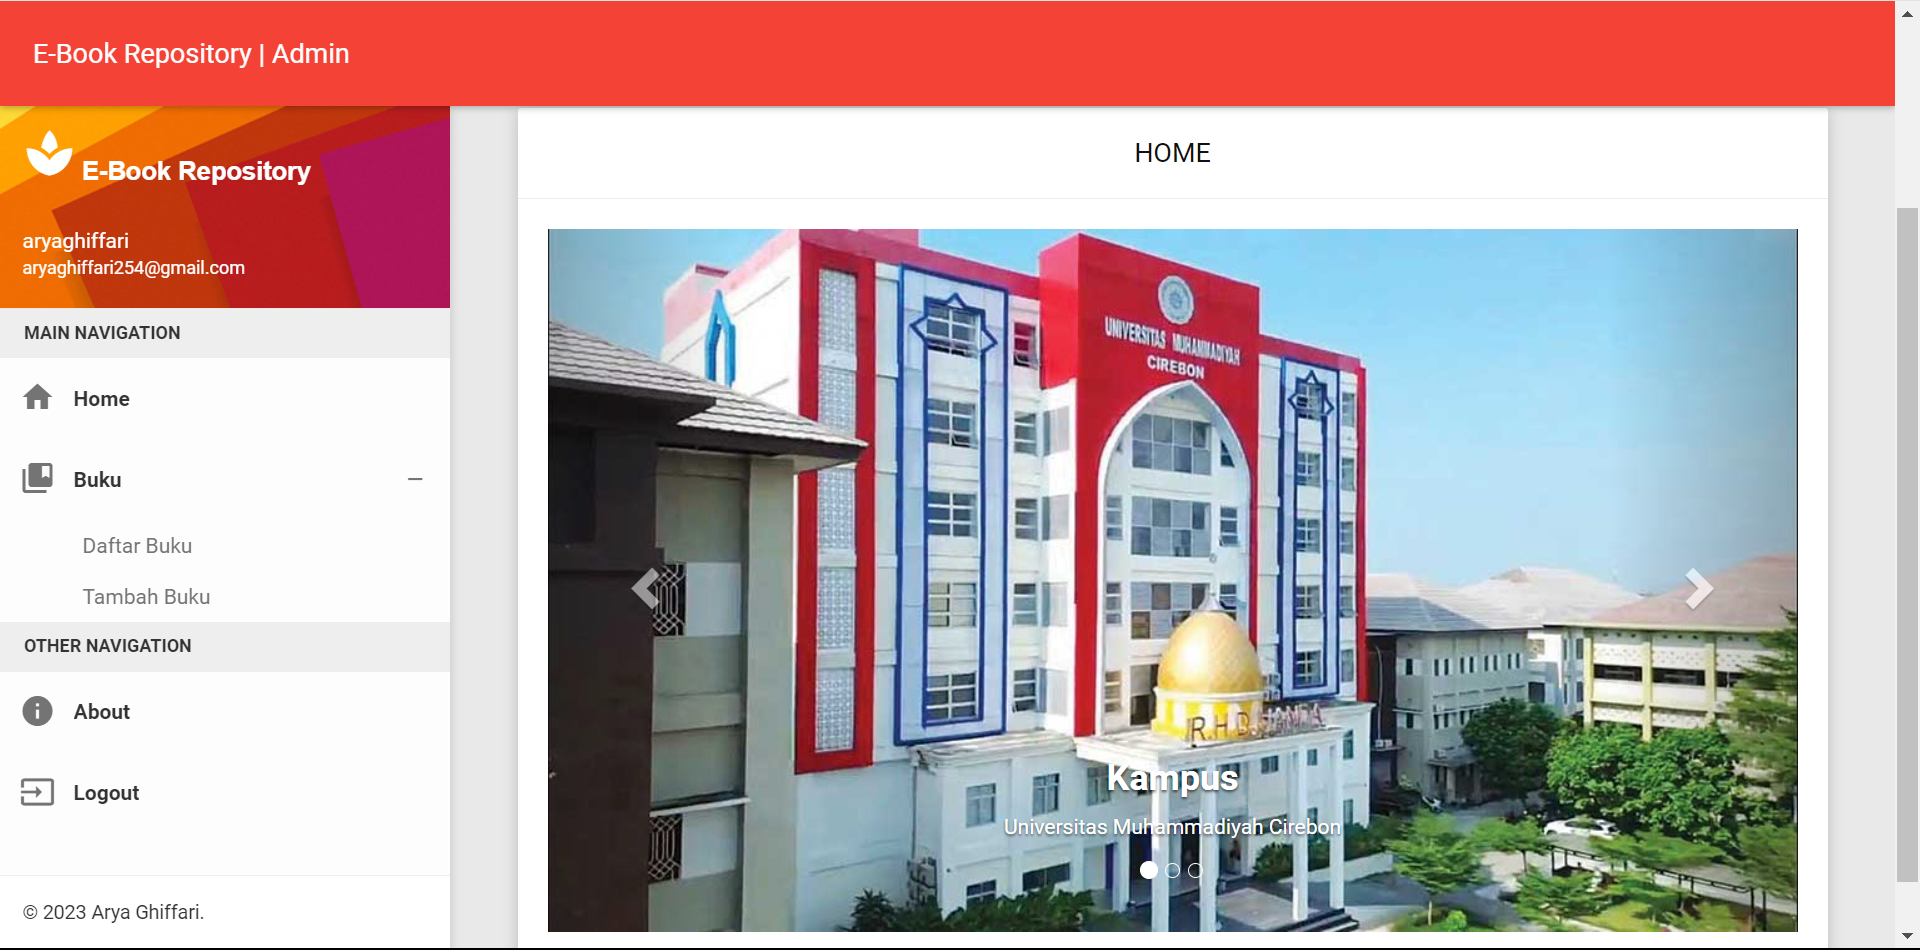 E-Book Repository | Admin
E-Book Repository
aryaghiffari
aryaghiffari254@gmail.com
MAIN NAVIGATION
Home
Buku
Daftar Buku
Tambah Buku
OTHER NAVIGATION
About
Logout
© 2023 Arya Ghiffari.
HOME
UNIVERSITAS MUHAMMADIYAH
CIREBON
R.H.DJUANDA
Kampus
Universitas Muhammadiyah Cirebon